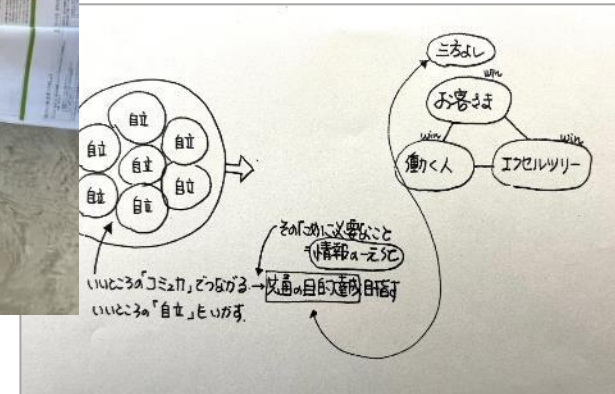 三方よし
win
お客さま
win
働く人
win
エクセルツリー
自立
自立
自立
自立
自立
自立
自立
そのために必要なこと
情報の一元化
いいところの「コミュ力」でつながる→共通の目的達成目指す
いいところの「自立」をいかす.